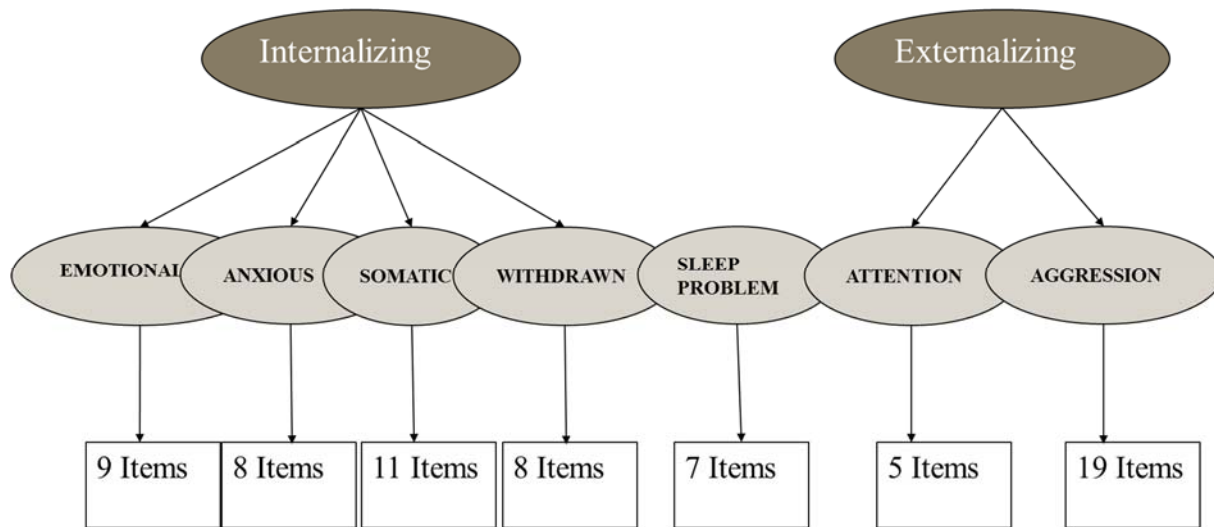 Internalizing
Externalizing
EMOTIONAL
ANXIOUS
SOMATIC
WITHDRAWN
SLEEP
PROBLEM
ATTENTION
AGGRESSION
9 Items
8 Items
11 Items
8 Items
7 Items
5 Items
19 Items